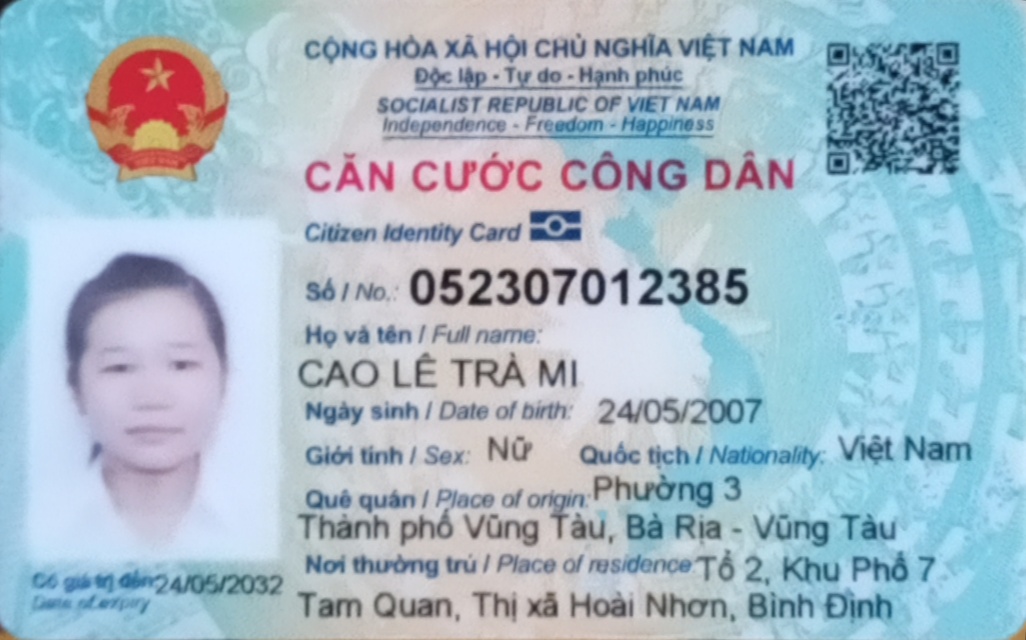 CỘNG HÒA XÃ HỘI CHỦ NGHĨA VIỆT NAM
Độc lập - Tự do - Hạnh phúc
SOCIALIST REPUBLIC OF VIET NAM
Independence - Freedom - Happiness
CĂN CƯỚC CÔNG DÂN
Citizen Identity Card
Số / No.: 052307012385
Họ và tên / Full name:
CAO LÊ TRÀ MI
Ngày sinh / Date of birth: 24/05/2007
Giới tính / Sex: Nữ Quốc tịch / Nationality: Việt Nam
Quê quán / Place of origin: Phường 3
Thành phố Vũng Tàu, Bà Rịa - Vũng Tàu
Nơi thường trú / Place of residence: Tổ 2, Khu Phố 7
Tam Quan, Thị xã Hoài Nhơn, Bình Định
Có giá trị đến: 24/05/2032
Date of expiry